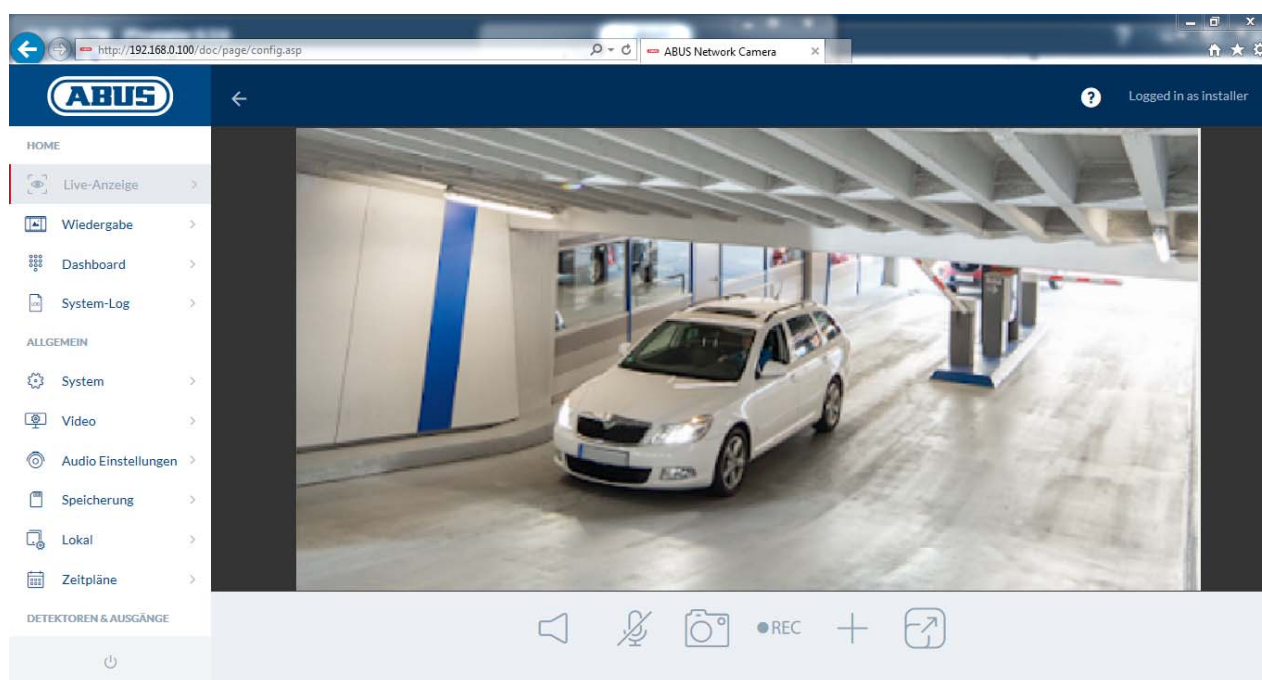 http://192.168.0.100/doc/page/config.asp
ABUS Network Camera
ABUS
Logged in as installer
HOME
Live-Anzeige
Wiedergabe
Dashboard
System-Log
ALLGEMEIN
System
Video
Audio Einstellungen
Speicherung
Lokal
Zeitpläne
DETEKTOREN & AUSGÄNGE
REC